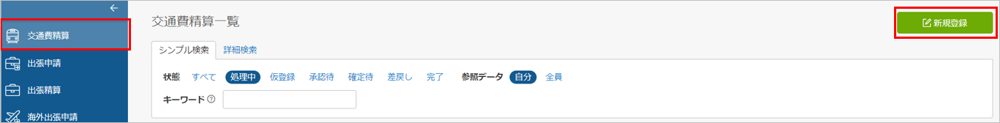 ←
交通費精算
出張申請
出張精算
海外出張申請
交通費精算一覧
新規登録
シンプル検索 詳細検索
状態 すべて 処理中 仮登録 承認待 確定待 差戻し 完了 参照データ 自分 全員
キーワード ?